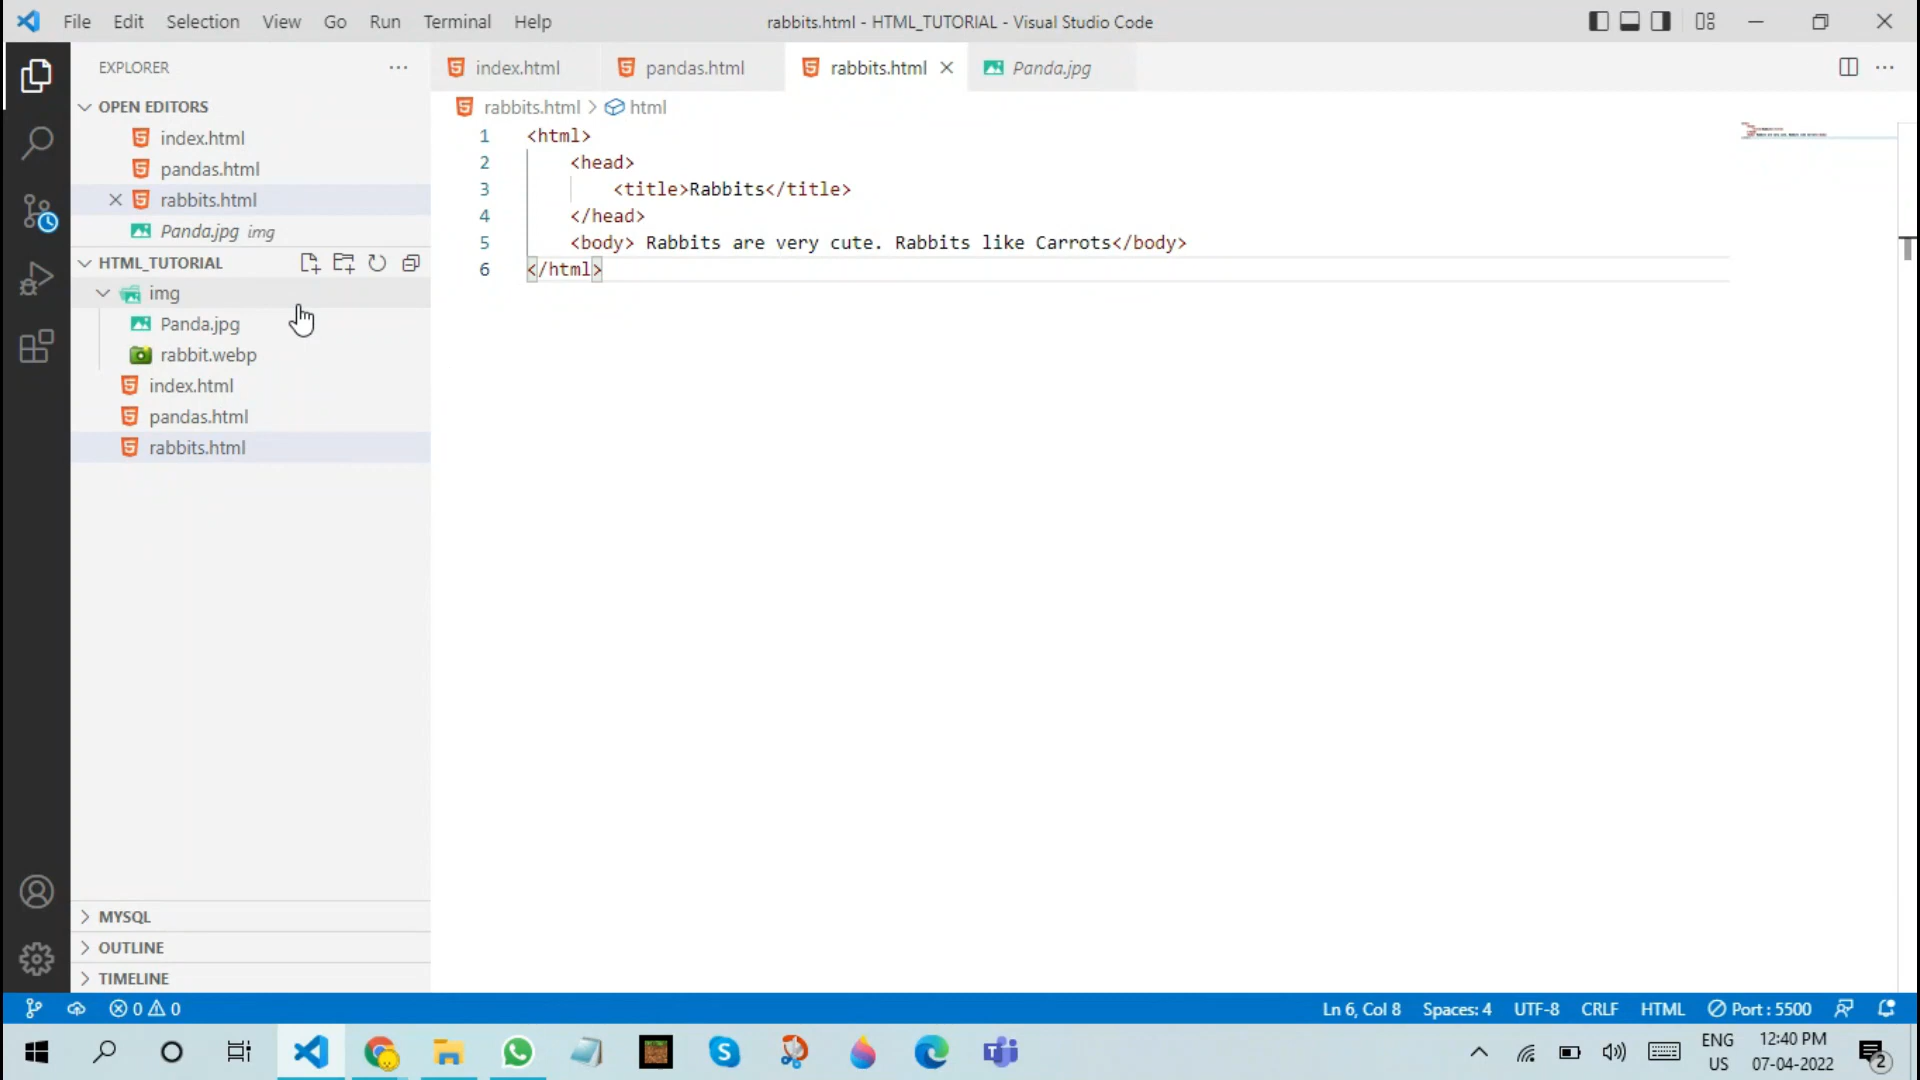 File Edit Selection View Go Run Terminal Help rabbits.html - HTML_TUTORIAL - Visual Studio Code
EXPLORER
index.html pandas.html rabbits.html Panda.jpg
OPEN EDITORS
index.html
pandas.html
rabbits.html
Panda.jpg img
HTML_TUTORIAL
img
Panda.jpg
rabbit.webp
index.html
pandas.html
rabbits.html
MYSQL
OUTLINE
TIMELINE
rabbits.html > html
1 <html>
2 <head>
3 <title>Rabbits</title>
4 </head>
5 <body> Rabbits are very cute. Rabbits like Carrots</body>
6 </html>
0 0 Ln 6, Col 8 Spaces: 4 UTF-8 CRLF HTML Port : 5500
ENG
US
12:40 PM
07-04-2022
2